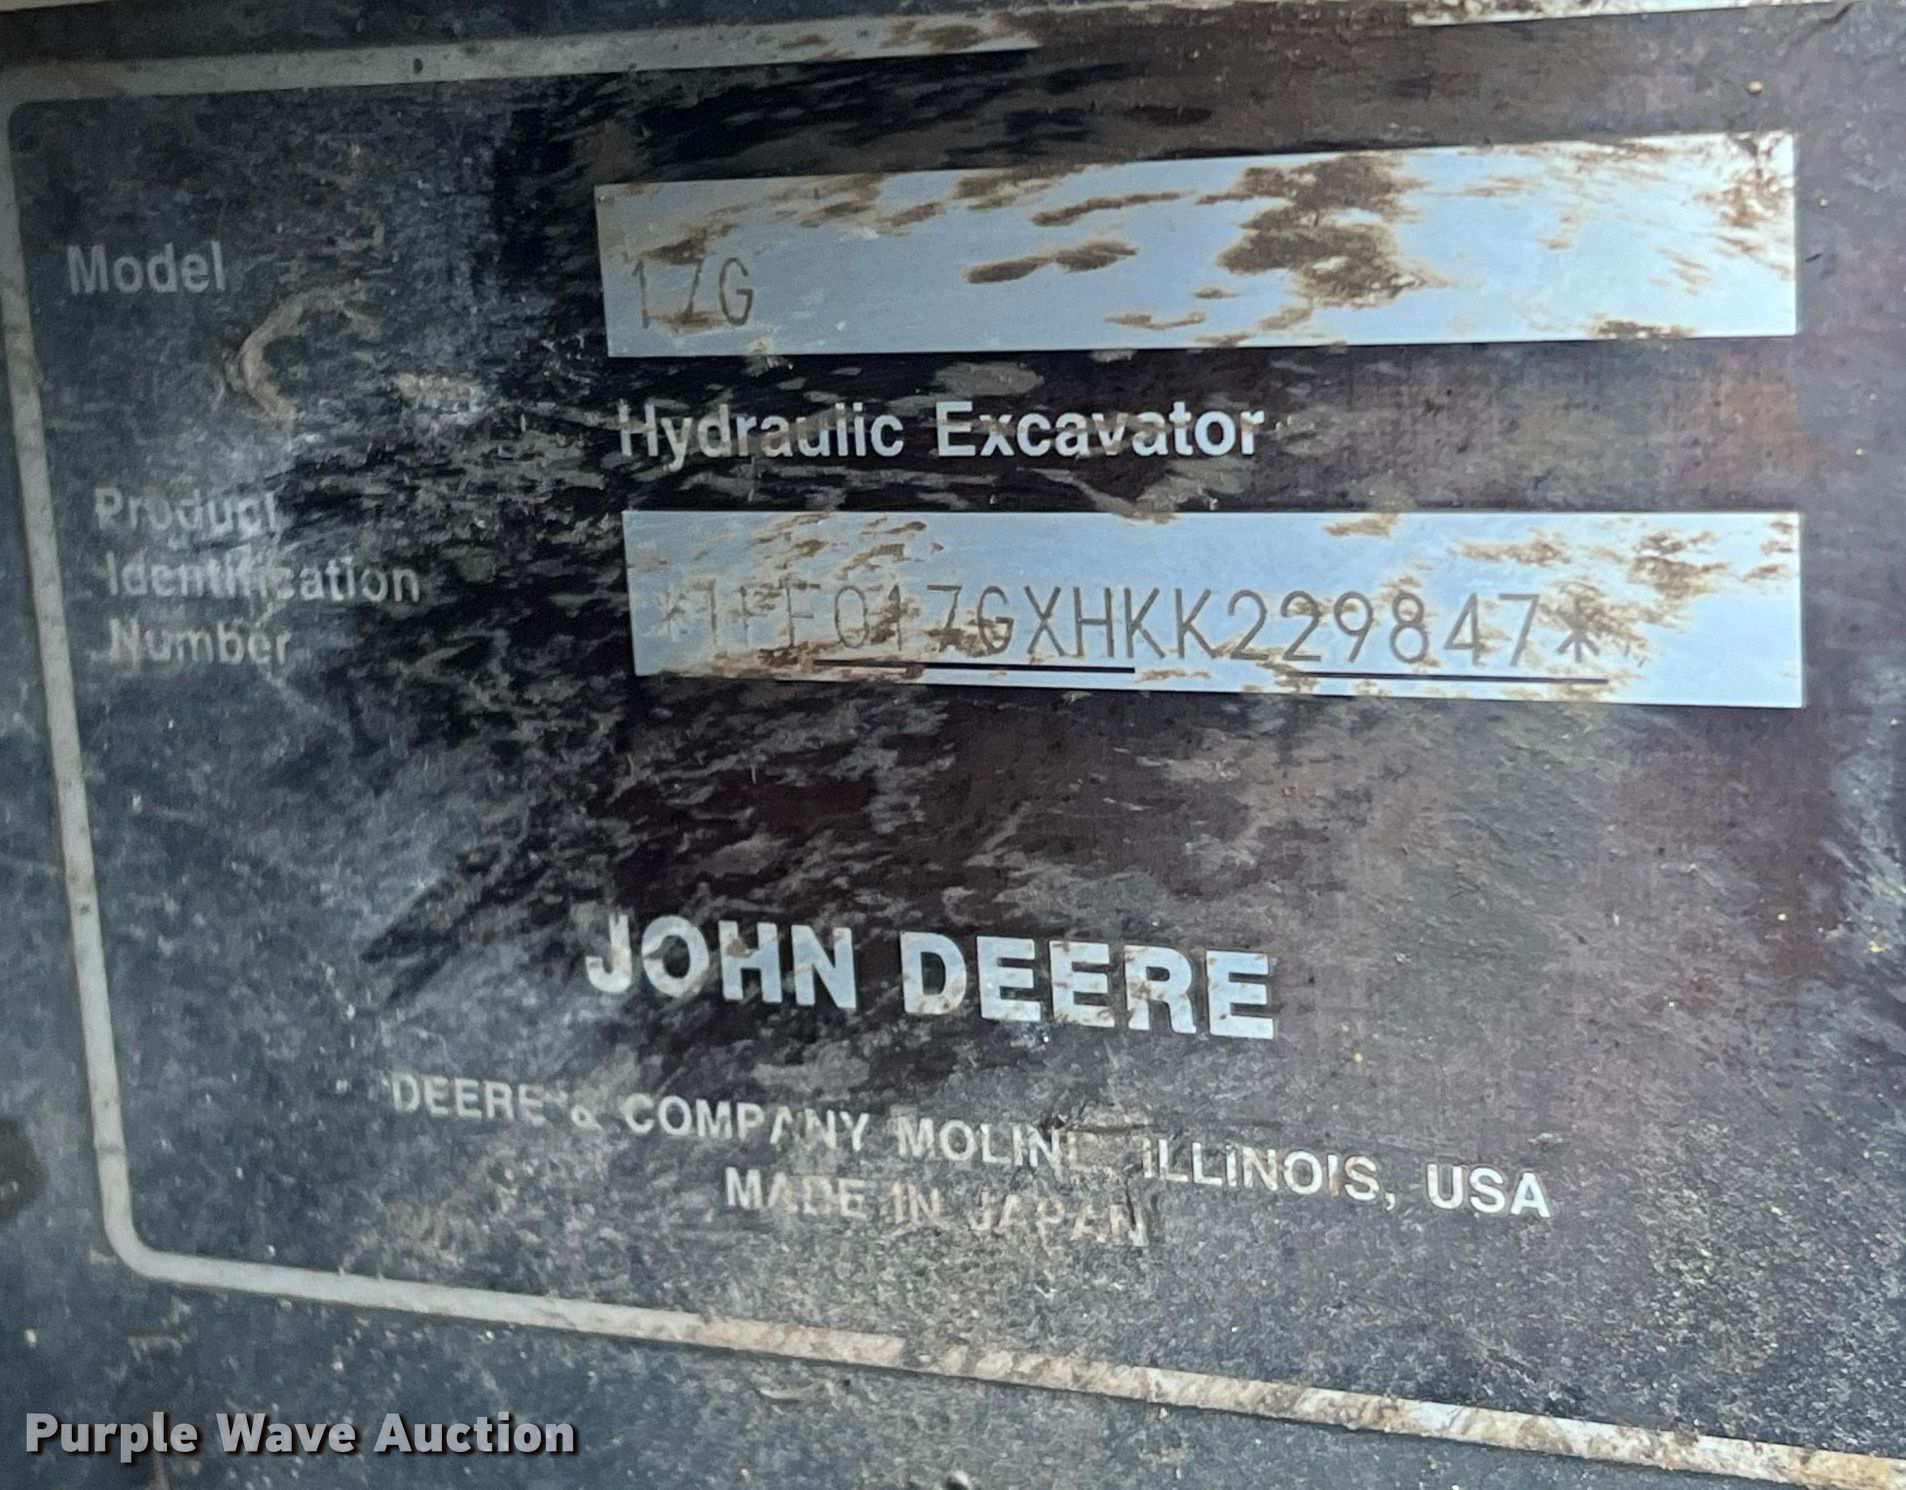 Model
17G
Hydraulic Excavator
Product
Identification
Number
*1FF017GXHKK229847*
JOHN DEERE
DEERE & COMPANY MOLINE, ILLINOIS, USA
MADE IN JAPAN
Purple Wave Auction